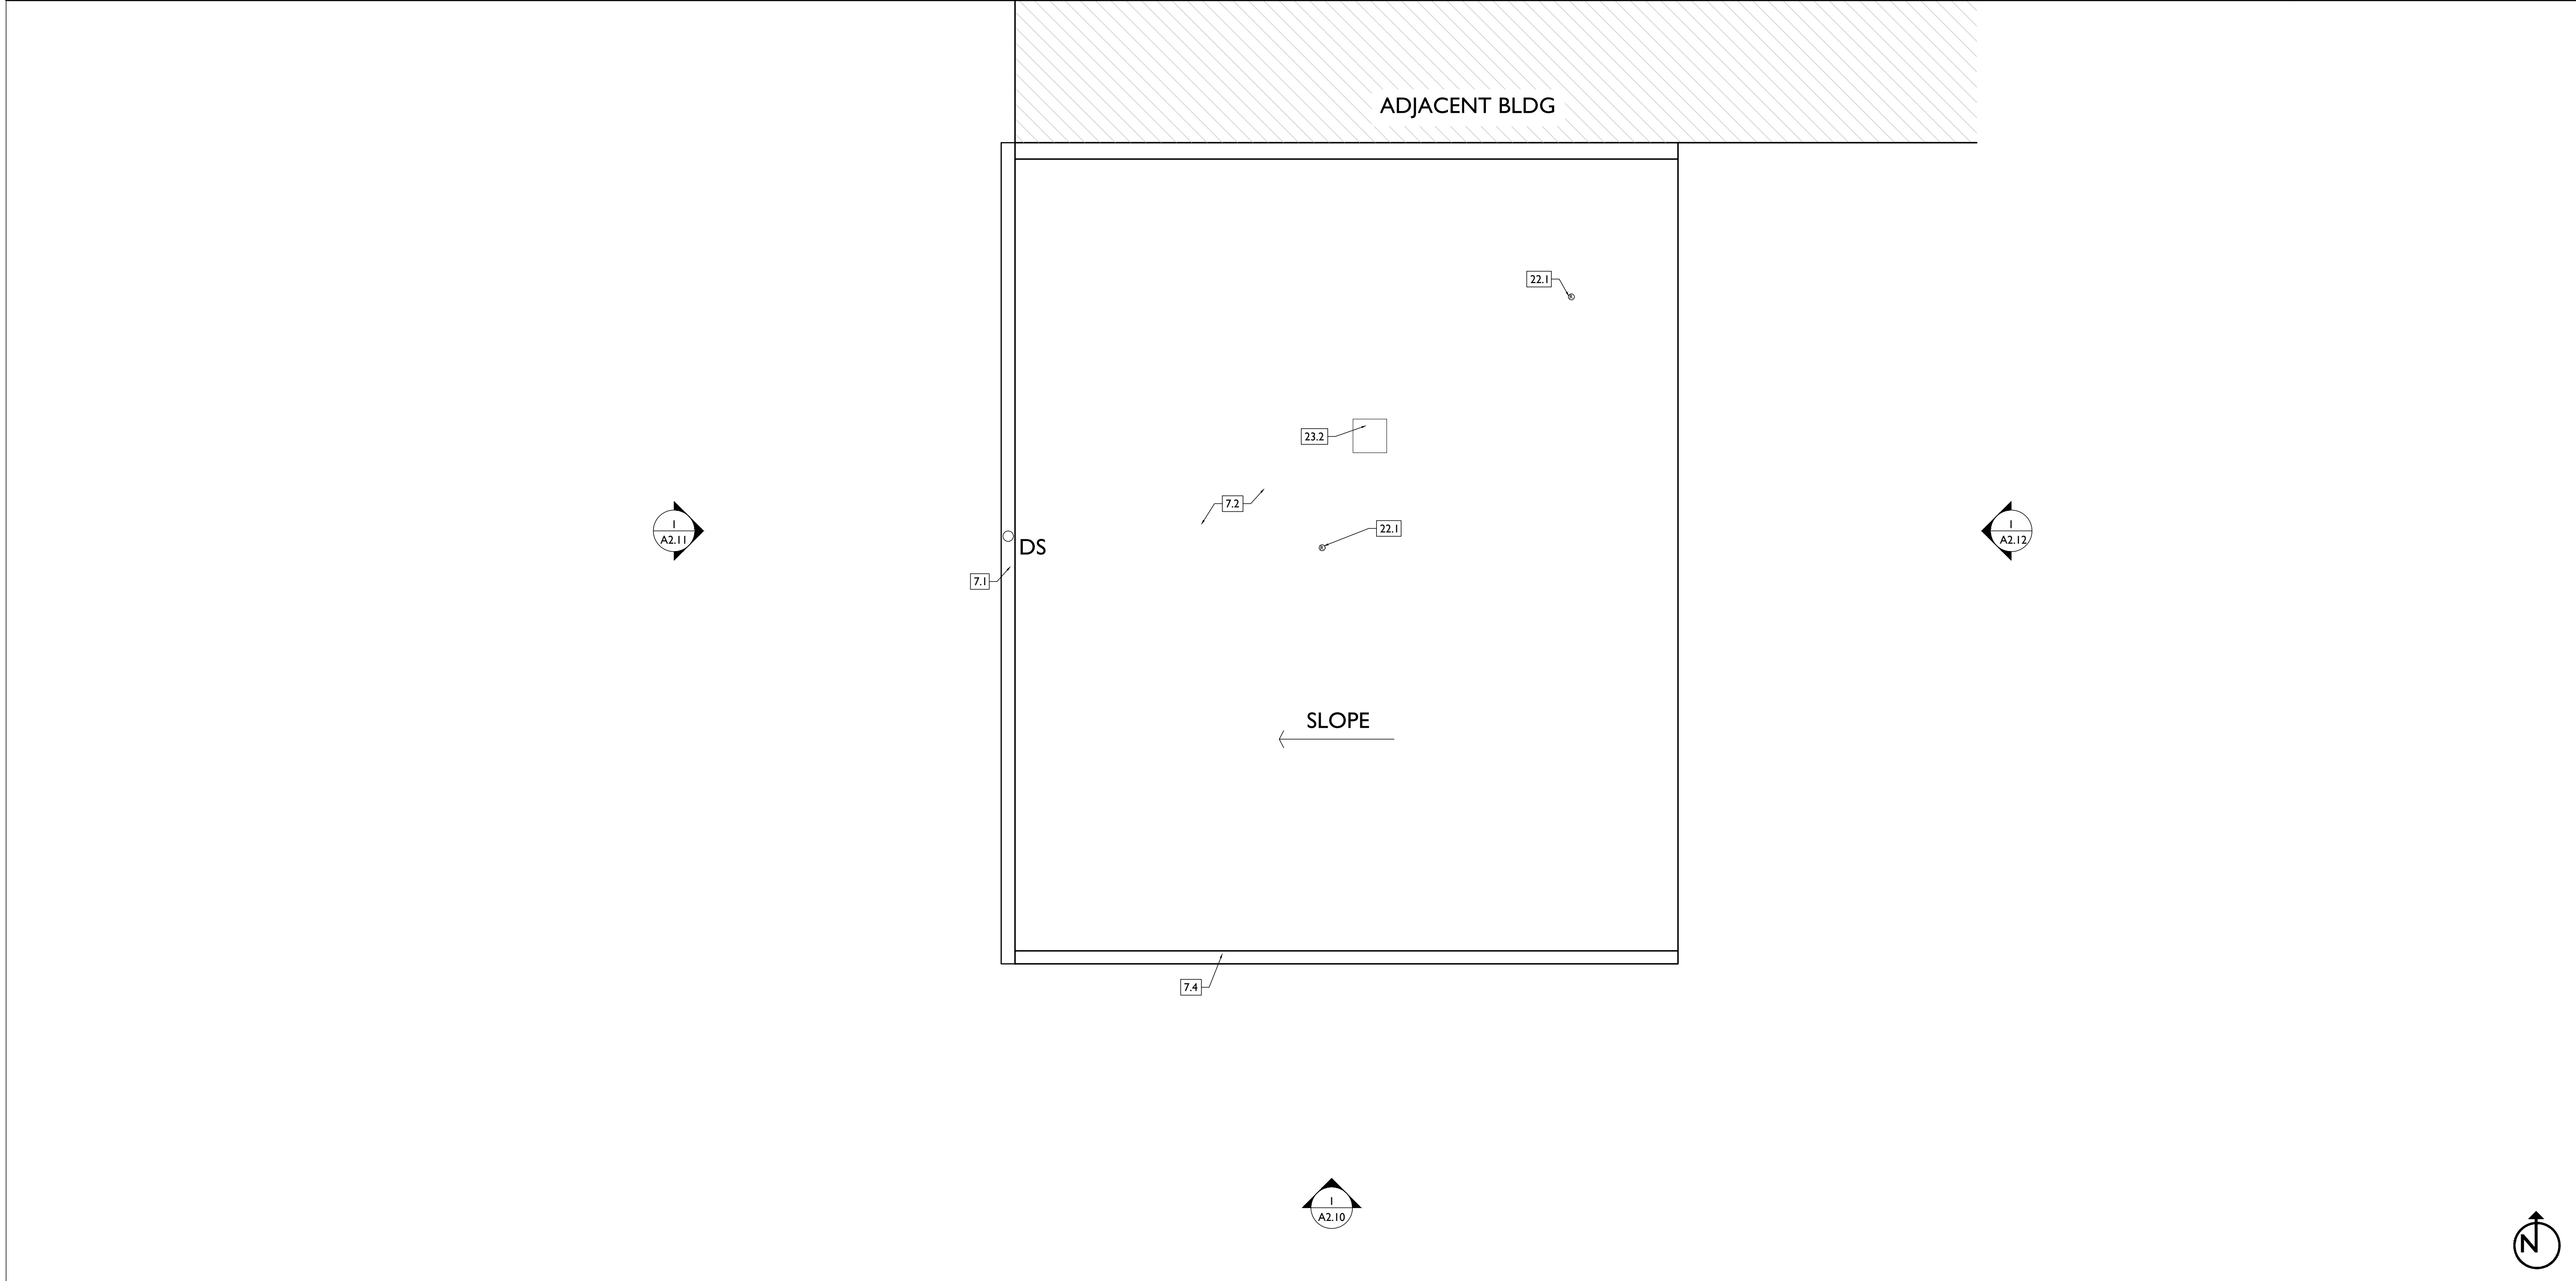 ADJACENT BLDG
22.1
23.2
7.2
1
A2.11
1
A2.12
22.1
DS
7.1
SLOPE
7.4
1
A2.10
N